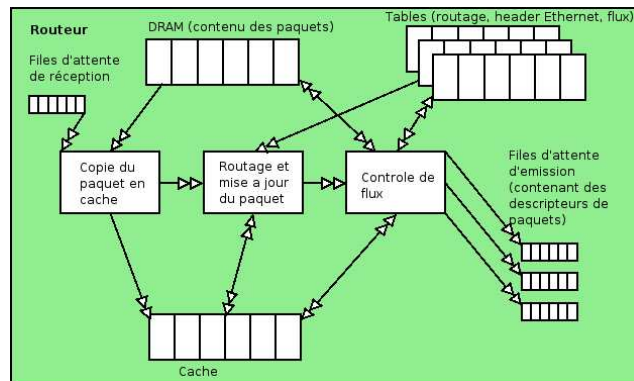 Routeur
DRAM (contenu des paquets)
Tables (routage, header Ethernet, flux)
Files d'attente
de réception
Copie du
paquet en
cache
Routage et
mise a jour
du paquet
Controle de
flux
Files d'attente
d'emission
(contenant des
descripteurs de
paquets)
Cache